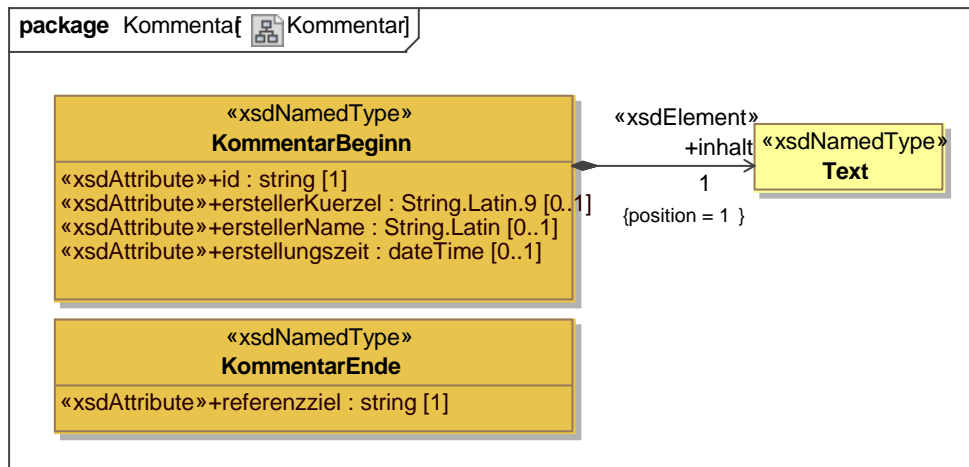 package Kommentar[ Kommentar]
«xsdNamedType»
KommentarBeginn
«xsdAttribute»+id : string [1]
«xsdAttribute»+erstellerKuerzel : String.Latin.9 [0..1]
«xsdAttribute»+erstellerName : String.Latin [0..1]
«xsdAttribute»+erstellungszeit : dateTime [0..1]
«xsdElement»
+inhalt
1
{position = 1 }
«xsdNamedType»
Text
«xsdNamedType»
KommentarEnde
«xsdAttribute»+referenzziel : string [1]